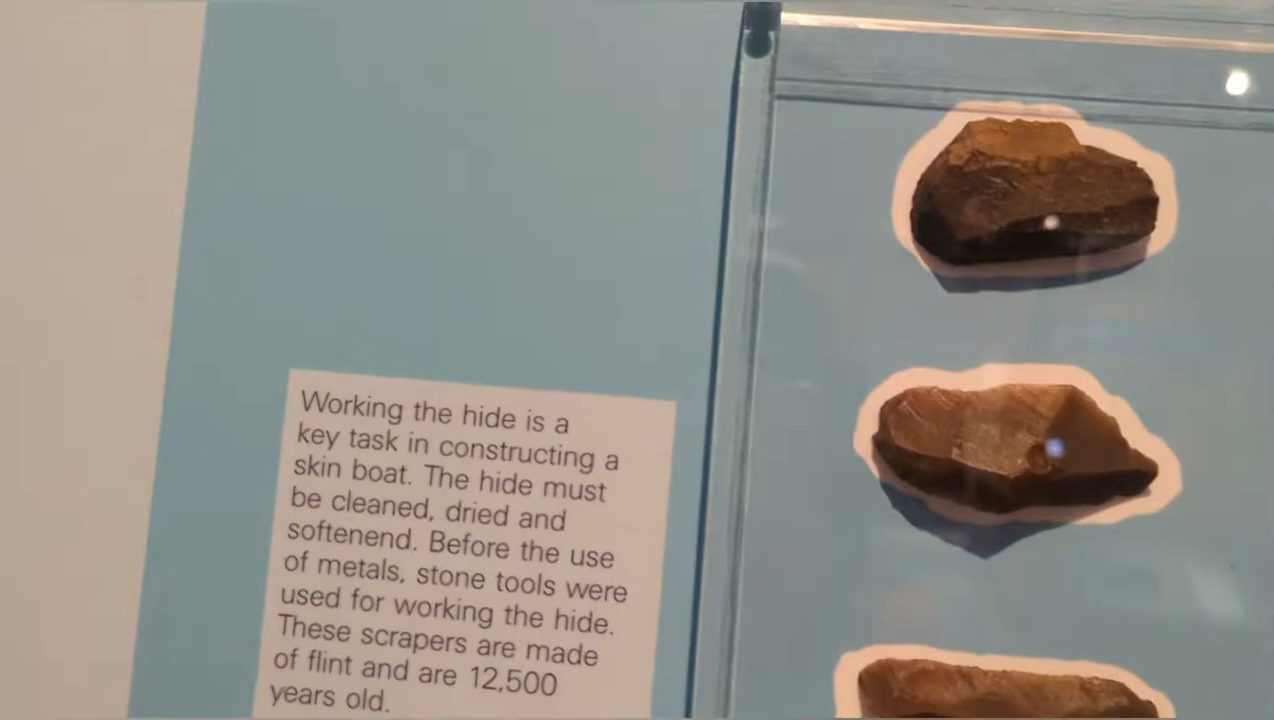 Working the hide is a
key task in constructing a
skin boat. The hide must
be cleaned, dried and
softenend. Before the use
of metals, stone tools were
used for working the hide.
These scrapers are made
of flint and are 12,500
years old.